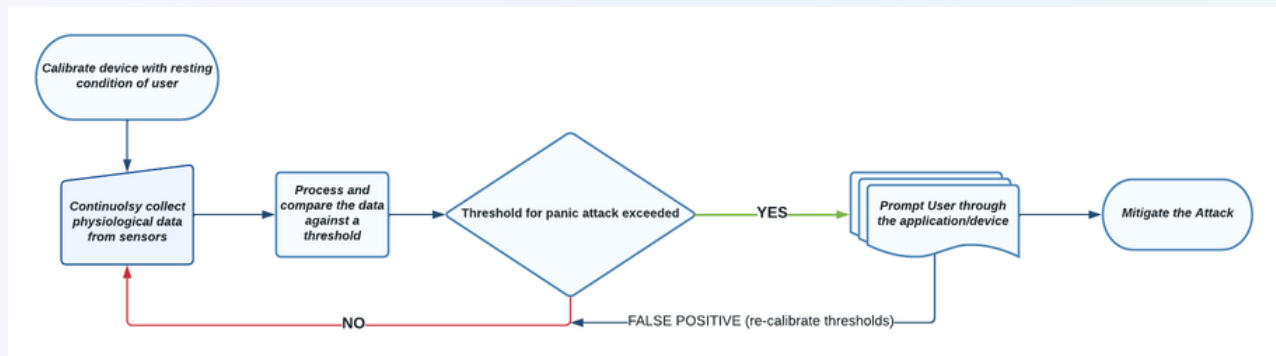 Calibrate device with resting
condition of user
Continuolsy collect
physiological data
from sensors
Process and
compare the data
against a
threshold
Threshold for panic attack exceeded
YES
Prompt User through
the application/device
Mitigate the Attack
NO
FALSE POSITIVE (re-calibrate thresholds)